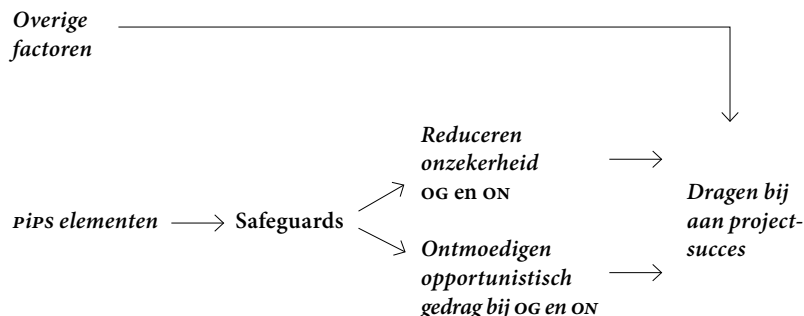 Overige
factoren
Reduceren
onzekerheid
OG en ON
PiPS elementen
Safeguards
Dragen bij
aan project-
succes
Ontmoedigen
opportunistisch
gedrag bij OG en ON